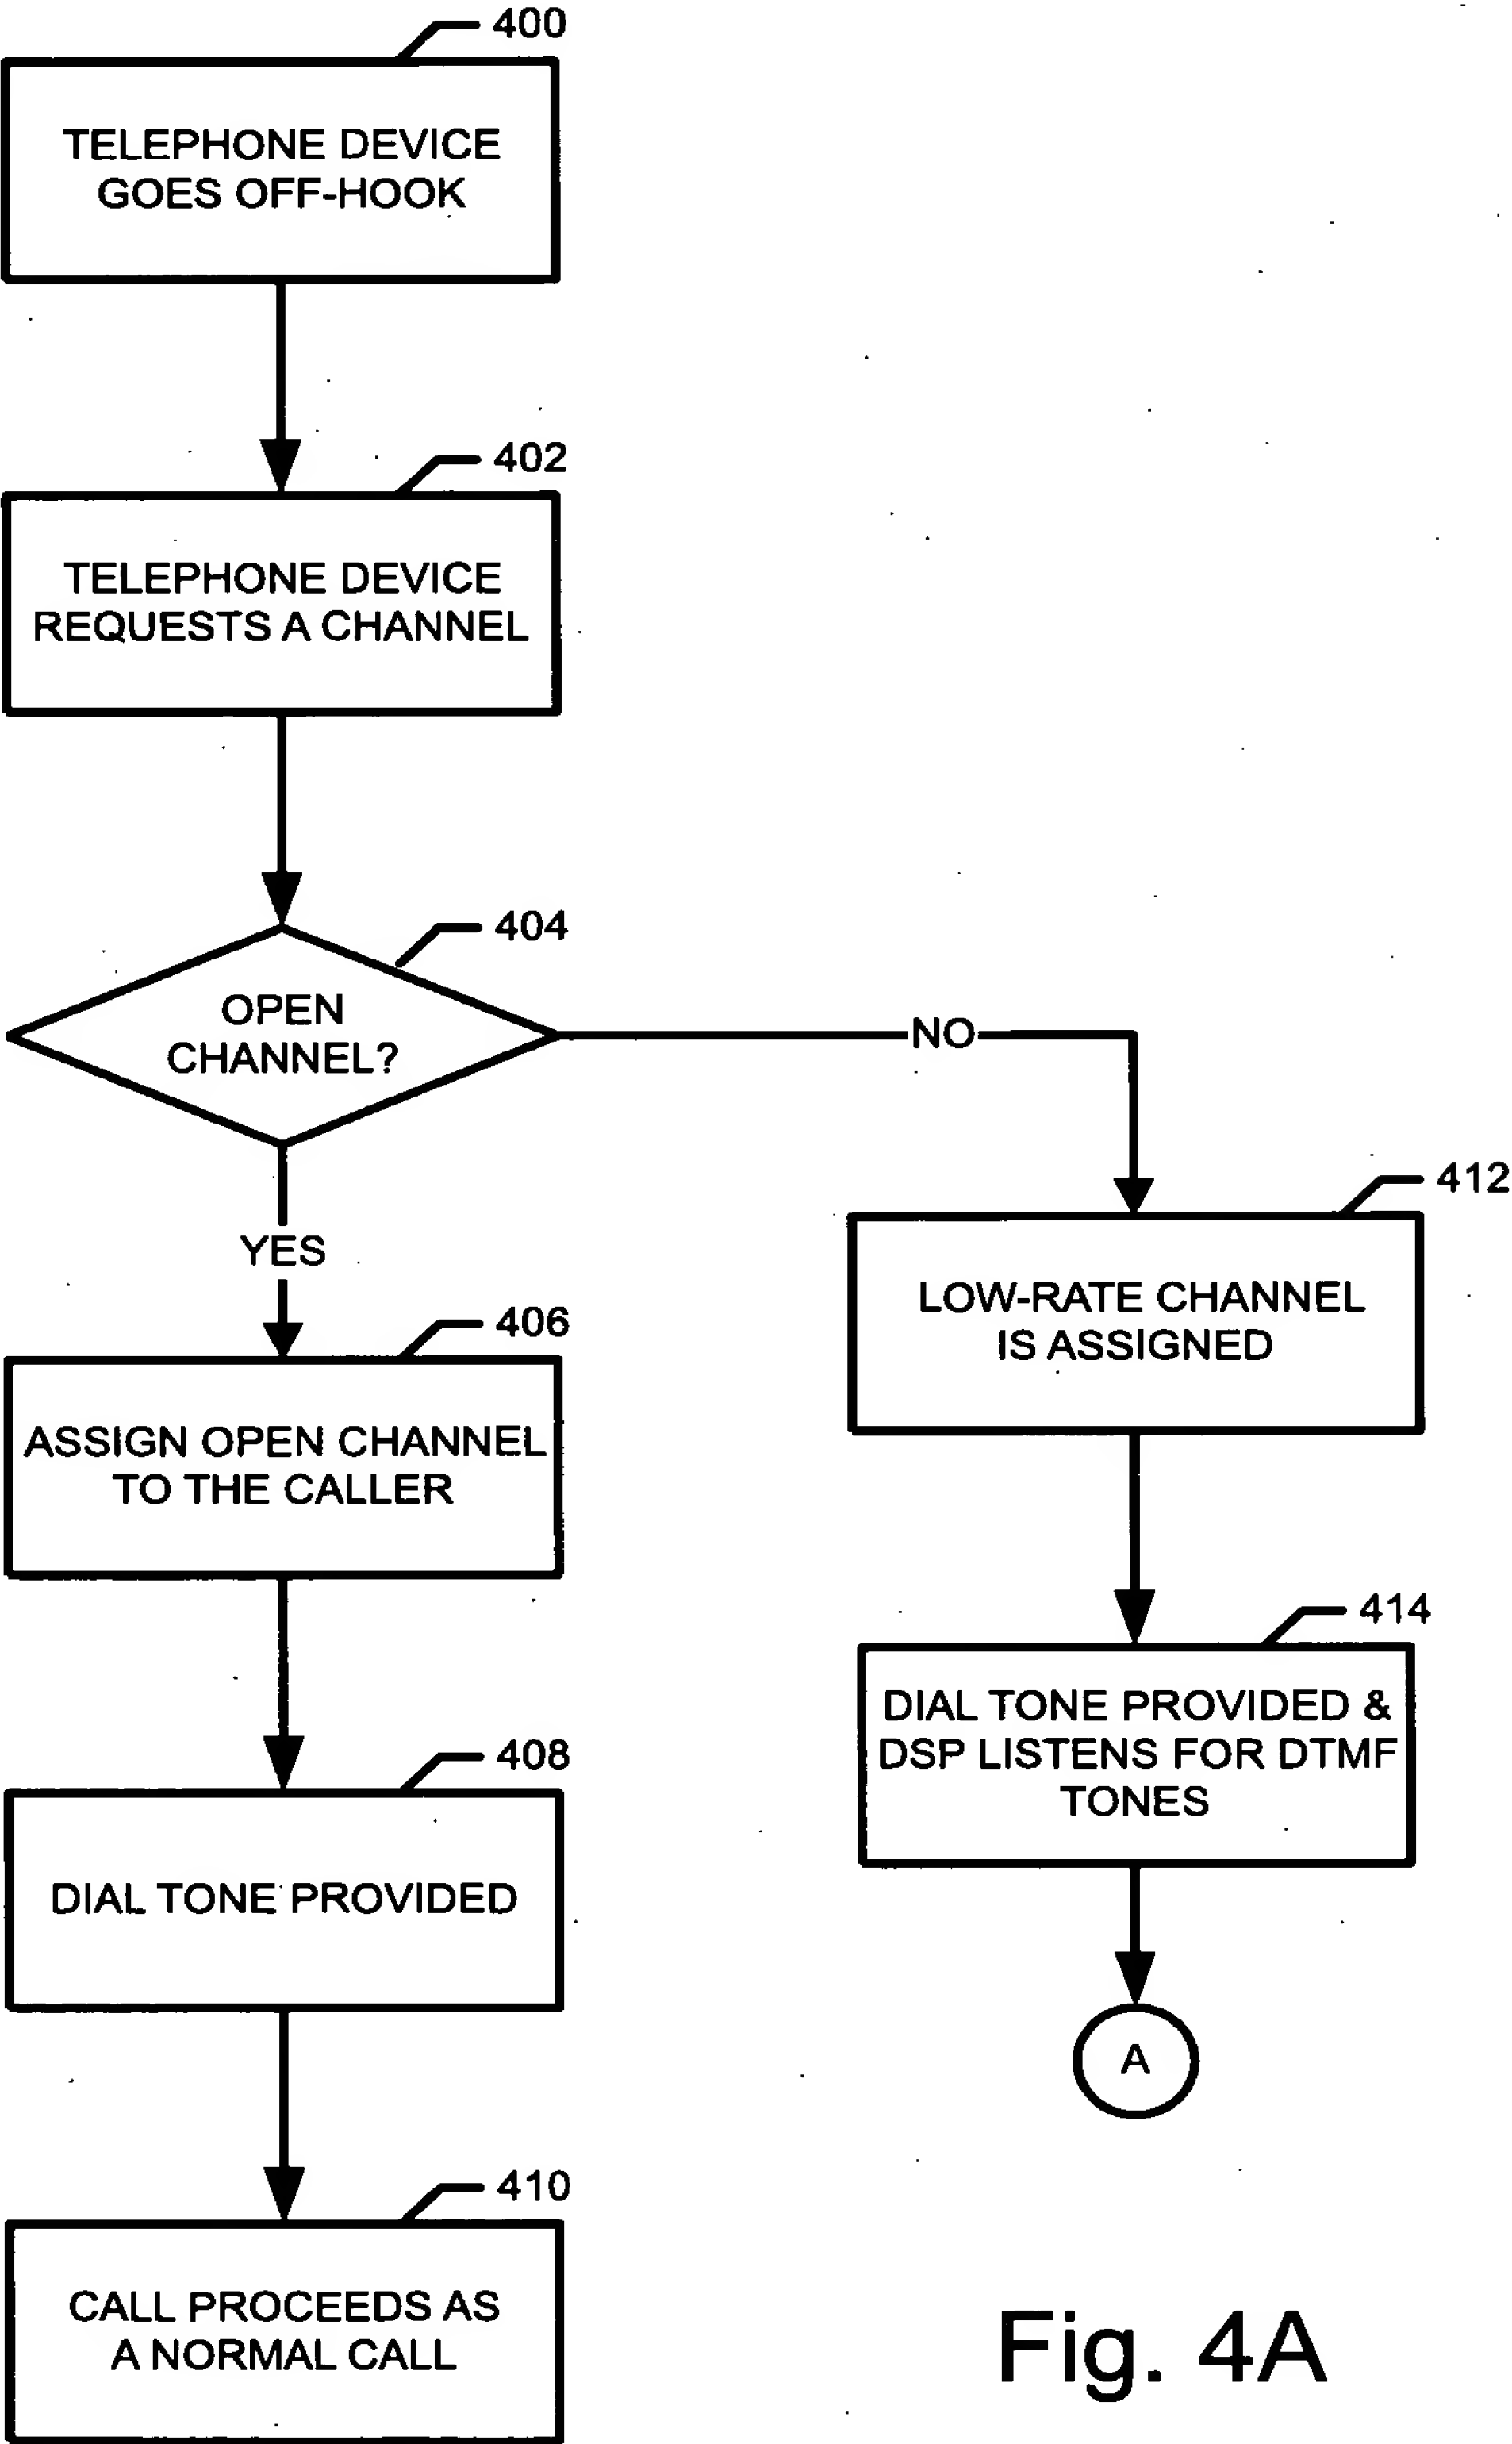 400
TELEPHONE DEVICE
GOES OFF-HOOK
402
TELEPHONE DEVICE
REQUESTS A CHANNEL
404
OPEN
CHANNEL?
NO
YES
406
ASSIGN OPEN CHANNEL
TO THE CALLER
408
DIAL TONE PROVIDED
410
CALL PROCEEDS AS
A NORMAL CALL
412
LOW-RATE CHANNEL
IS ASSIGNED
414
DIAL TONE PROVIDED &
DSP LISTENS FOR DTMF
TONES
A
Fig. 4A